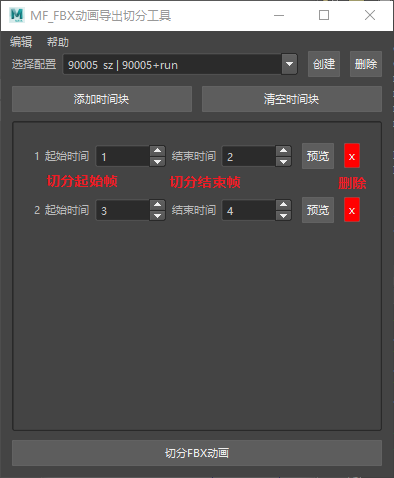 MF_FBX动画导出切分工具
编辑 帮助
选择配置 90005 sz | 90005+run 创建 删除
添加时间块 清空时间块
1 起始时间 1 结束时间 2 预览 x
切分起始帧 切分结束帧 删除
2 起始时间 3 结束时间 4 预览 x
切分FBX动画